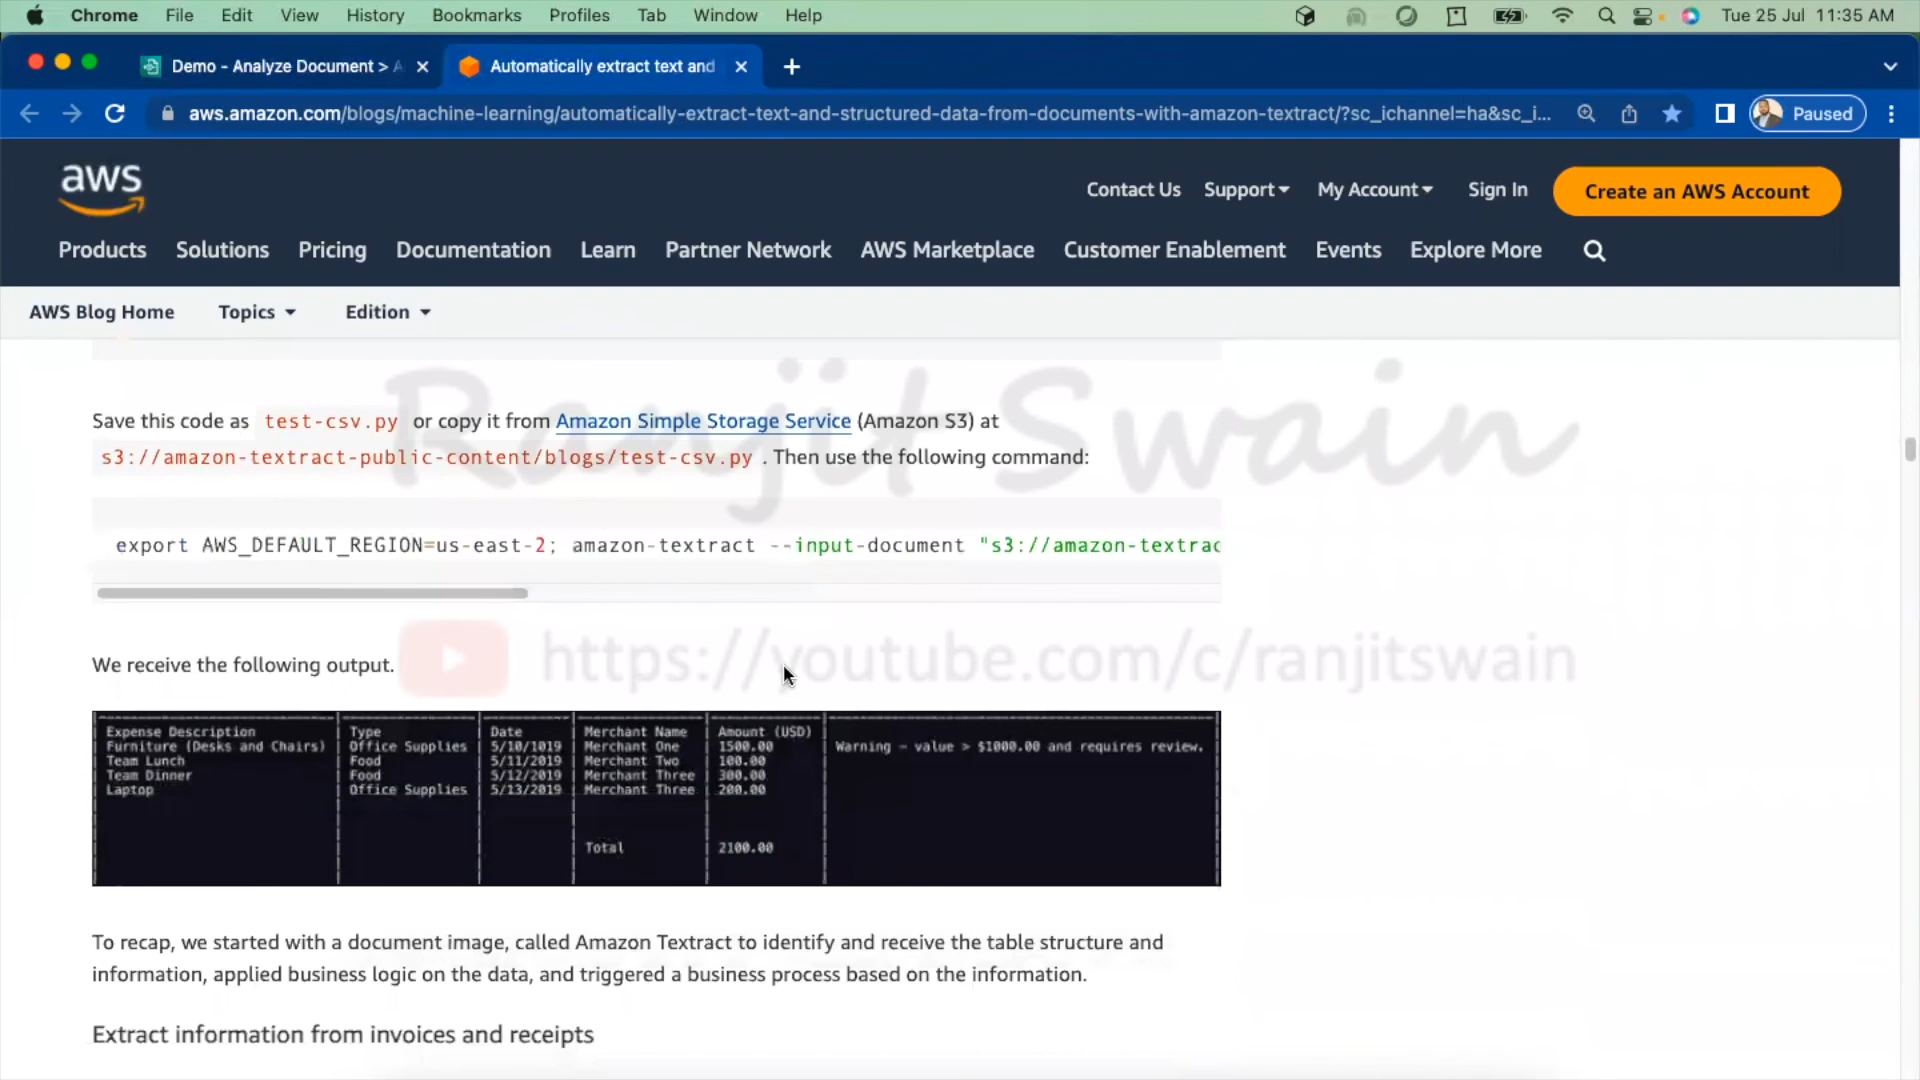 Chrome File Edit View History Bookmarks Profiles Tab Window Help Tue 25 Jul 11:35 AM
Demo - Analyze Document > A Automatically extract text and
aws.amazon.com/blogs/machine-learning/automatically-extract-text-and-structured-data-from-documents-with-amazon-textract/?sc_ichannel=ha&sc_i... Paused
aws
Contact Us Support My Account Sign In Create an AWS Account
Products Solutions Pricing Documentation Learn Partner Network AWS Marketplace Customer Enablement Events Explore More
AWS Blog Home Topics Edition
Ranjit Swain
Save this code as test-csv.py or copy it from Amazon Simple Storage Service (Amazon S3) at
s3://amazon-textract-public-content/blogs/test-csv.py . Then use the following command:
export AWS_DEFAULT_REGION=us-east-2; amazon-textract --input-document "s3://amazon-textrac
We receive the following output.
https://youtube.com/c/ranjitswain
Expense Description Type Date Merchant Name Amount (USD)
Furniture (Desks and Chairs) Office Supplies 5/10/1019 Merchant One 1500.00 Warning - value > $1000.00 and requires review.
Team Lunch Food 5/11/2019 Merchant Two 100.00
Team Dinner Food 5/12/2019 Merchant Three 300.00
Laptop Office Supplies 5/13/2019 Merchant Three 200.00
Total 2100.00
To recap, we started with a document image, called Amazon Textract to identify and receive the table structure and
information, applied business logic on the data, and triggered a business process based on the information.
Extract information from invoices and receipts